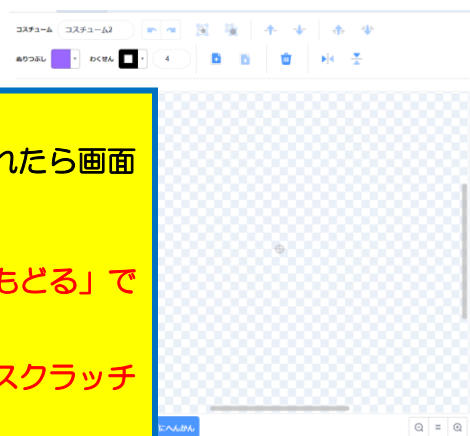 コスチューム コスチューム2
ぬりつぶし わくせん 4
れたら画面
もどる」で
スクラッチ
にへんかん